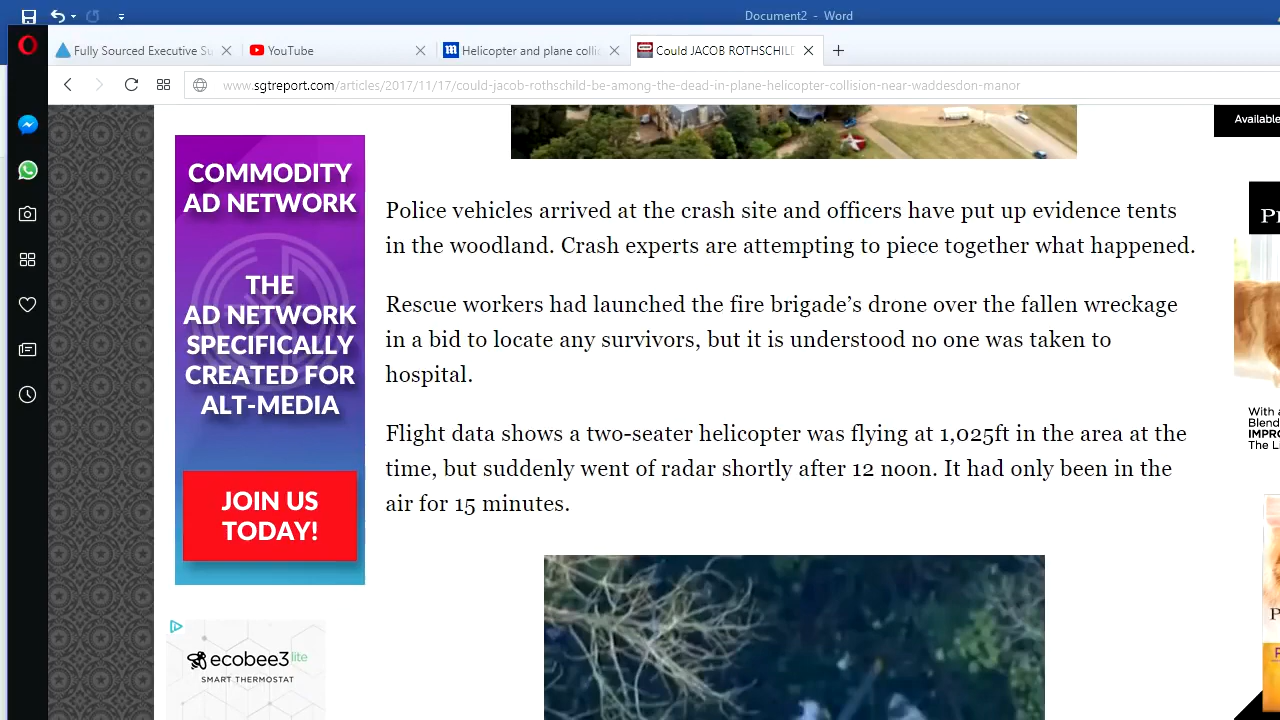 Document2 - Word
Fully Sourced Executive Su
YouTube
Helicopter and plane colli
Could JACOB ROTHSCHILD
www.sgtreport.com/articles/2017/11/17/could-jacob-rothschild-be-among-the-dead-in-plane-helicopter-collision-near-waddesdon-manor
Available
COMMODITY
AD NETWORK
THE
AD NETWORK
SPECIFICALLY
CREATED FOR
ALT-MEDIA
JOIN US
TODAY!
Police vehicles arrived at the crash site and officers have put up evidence tents
in the woodland. Crash experts are attempting to piece together what happened.
Rescue workers had launched the fire brigade’s drone over the fallen wreckage
in a bid to locate any survivors, but it is understood no one was taken to
hospital.
Flight data shows a two-seater helicopter was flying at 1,025ft in the area at the
time, but suddenly went of radar shortly after 12 noon. It had only been in the
air for 15 minutes.
ecobee3 lite
SMART THERMOSTAT
With a
Blend
IMPR
The Li